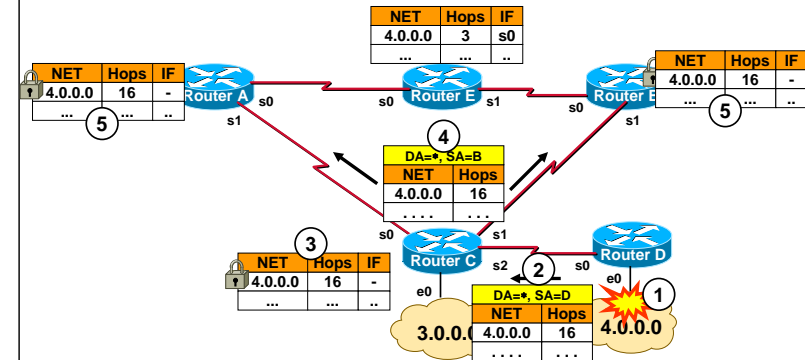 NET Hops IF
4.0.0.0 3 s0
... ... ..
NET Hops IF
4.0.0.0 16 -
... ... ..
5
Router A
s0
s1
s0
Router E
s1
s0
Router
s1
NET Hops IF
4.0.0.0 16 -
... ... ..
5
4
DA=*, SA=B
NET Hops
4.0.0.0 16
. . . . . . .
s0
s1
Router C
s2
e0
s0
Router D
e0
3
NET Hops IF
4.0.0.0 16 -
... ... ..
2
DA=*, SA=D
NET Hops
4.0.0.0 16
. . . . . . .
1
3.0.0.
4.0.0.0